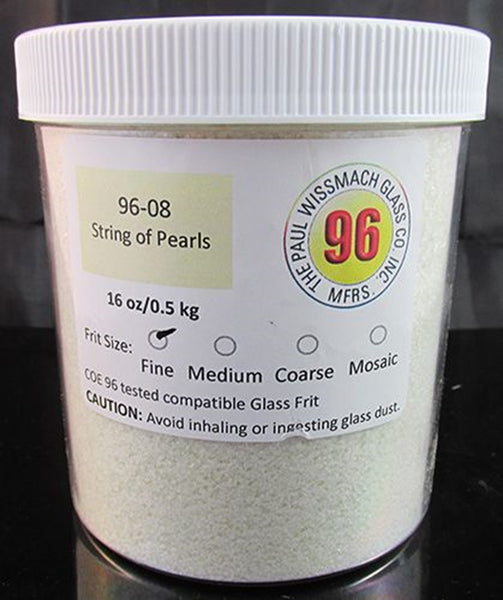 96-08
String of Pearls
THE PAUL WISSMACH GLASS CO. INC.
96
MFRS.
16 oz/0.5 kg
Frit Size:
Fine Medium Coarse Mosaic
COE 96 tested compatible Glass Frit
CAUTION: Avoid inhaling or ingesting glass dust.